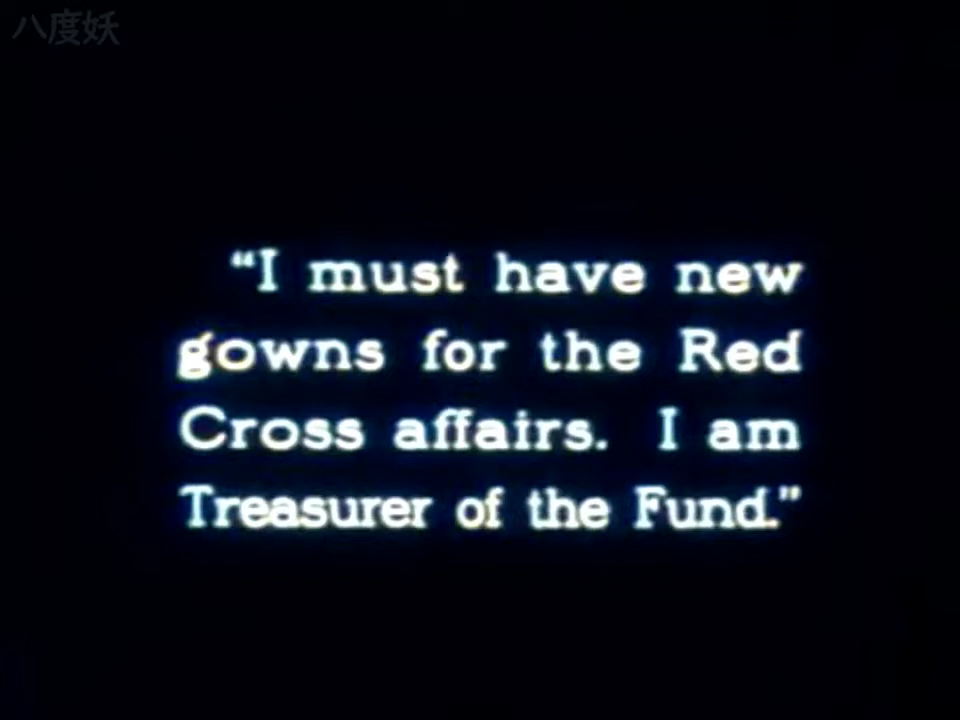 八度妖
“I must have new
gowns for the Red
Cross affairs. I am
Treasurer of the Fund.”